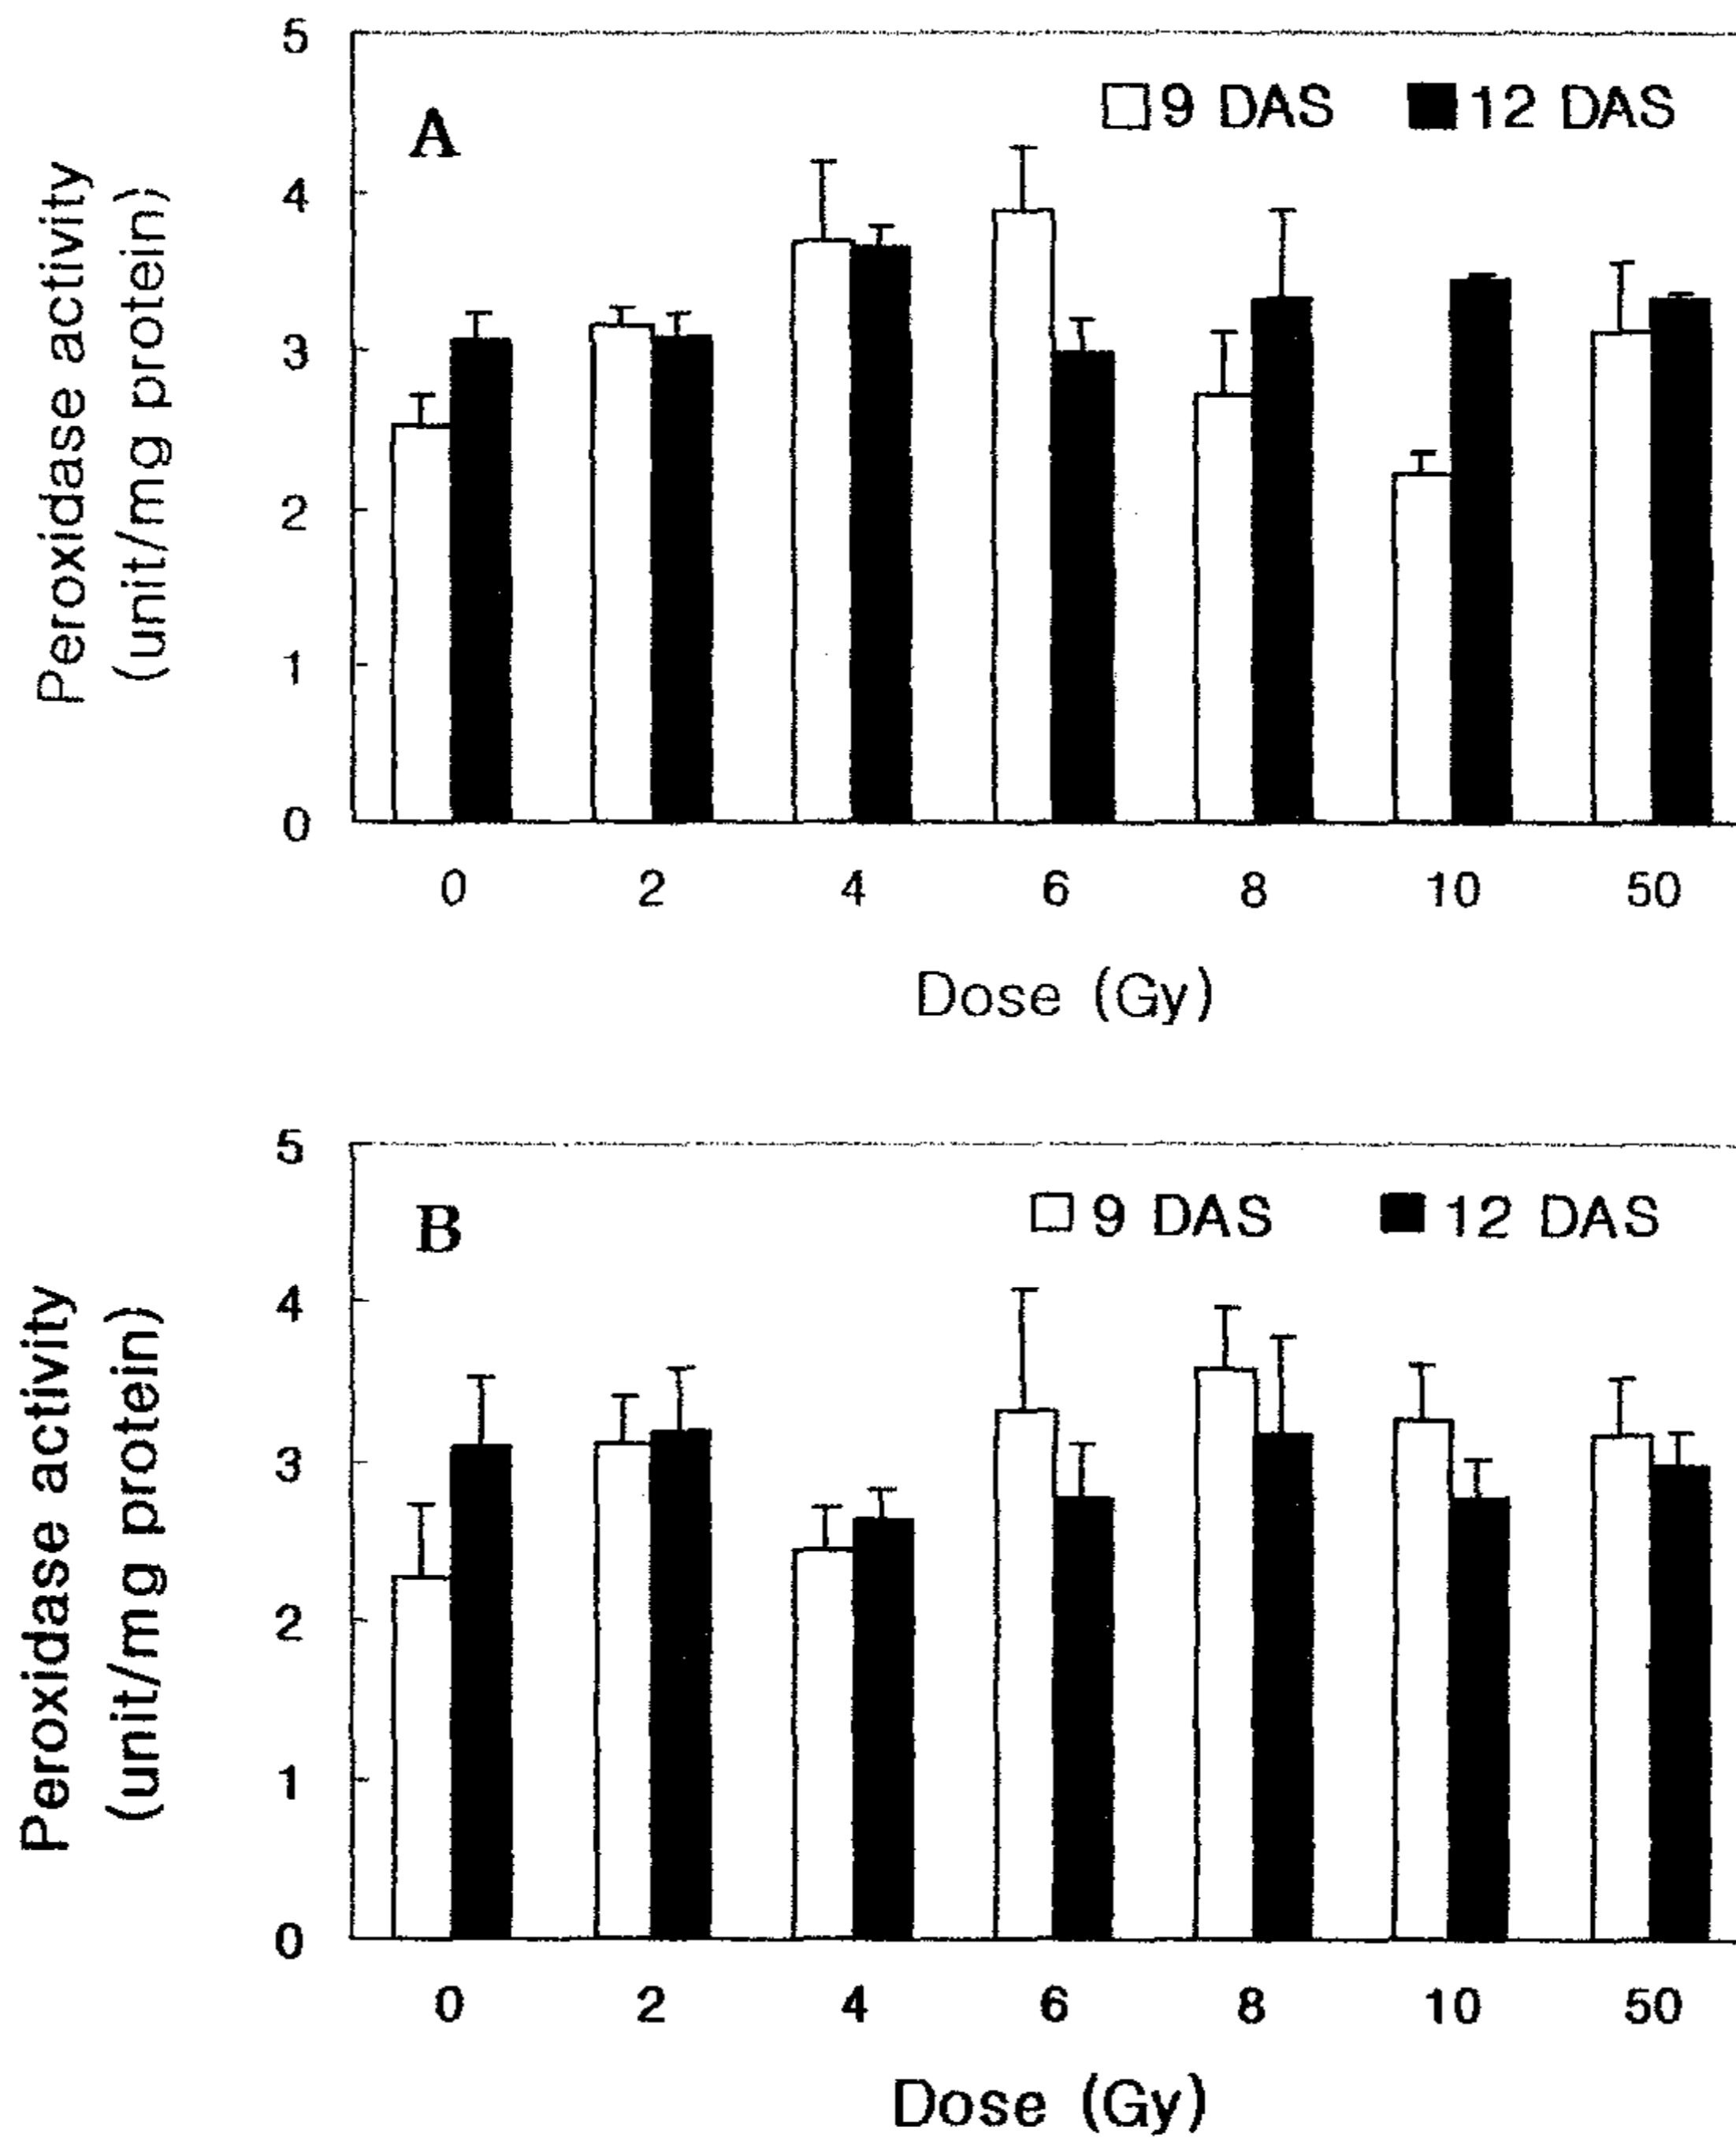 5
A
9 DAS 12 DAS
4
3
2
1
0
Peroxidase activity
(unit/mg protein)
0 2 4 6 8 10 50
Dose (Gy)
5
B
9 DAS 12 DAS
4
3
2
1
0
Peroxidase activity
(unit/mg protein)
0 2 4 6 8 10 50
Dose (Gy)